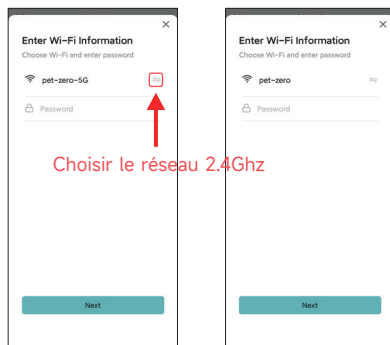 Enter Wi-Fi Information
Choose Wi-Fi and enter password
pet-zero-5G
Password
Next
Choisir le réseau 2.4Ghz
Enter Wi-Fi Information
Choose Wi-Fi and enter password
pet-zero
Password
Next